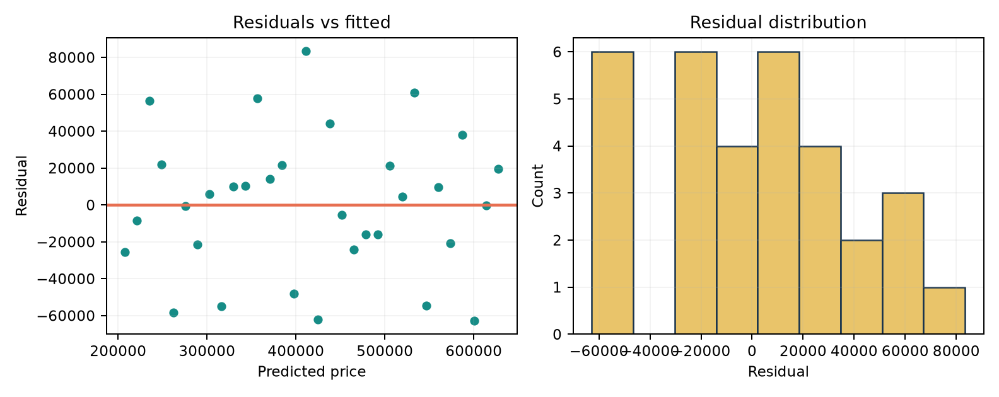 Residuals vs fitted
80000
60000
40000
20000
0
−20000
−40000
−60000
Residual
200000 300000 400000 500000 600000
Predicted price
Residual distribution
6
5
4
3
2
1
0
Count
−60000 −40000 −20000 0 20000 40000 60000 80000
Residual